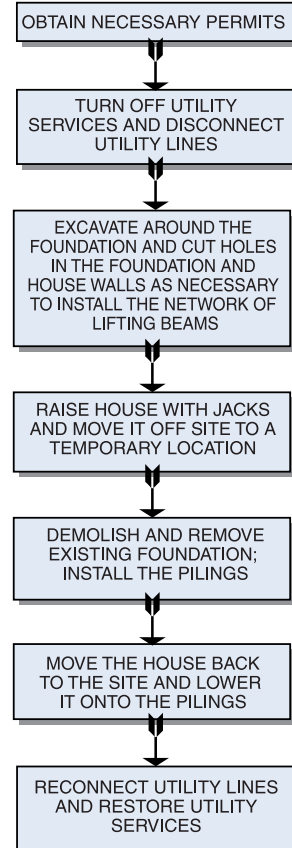 OBTAIN NECESSARY PERMITS
TURN OFF UTILITY
SERVICES AND DISCONNECT
UTILITY LINES
EXCAVATE AROUND THE
FOUNDATION AND CUT HOLES
IN THE FOUNDATION AND
HOUSE WALLS AS NECESSARY
TO INSTALL THE NETWORK OF
LIFTING BEAMS
RAISE HOUSE WITH JACKS
AND MOVE IT OFF SITE TO A
TEMPORARY LOCATION
DEMOLISH AND REMOVE
EXISTING FOUNDATION;
INSTALL THE PILINGS
MOVE THE HOUSE BACK
TO THE SITE AND LOWER
IT ONTO THE PILINGS
RECONNECT UTILITY LINES
AND RESTORE UTILITY
SERVICES